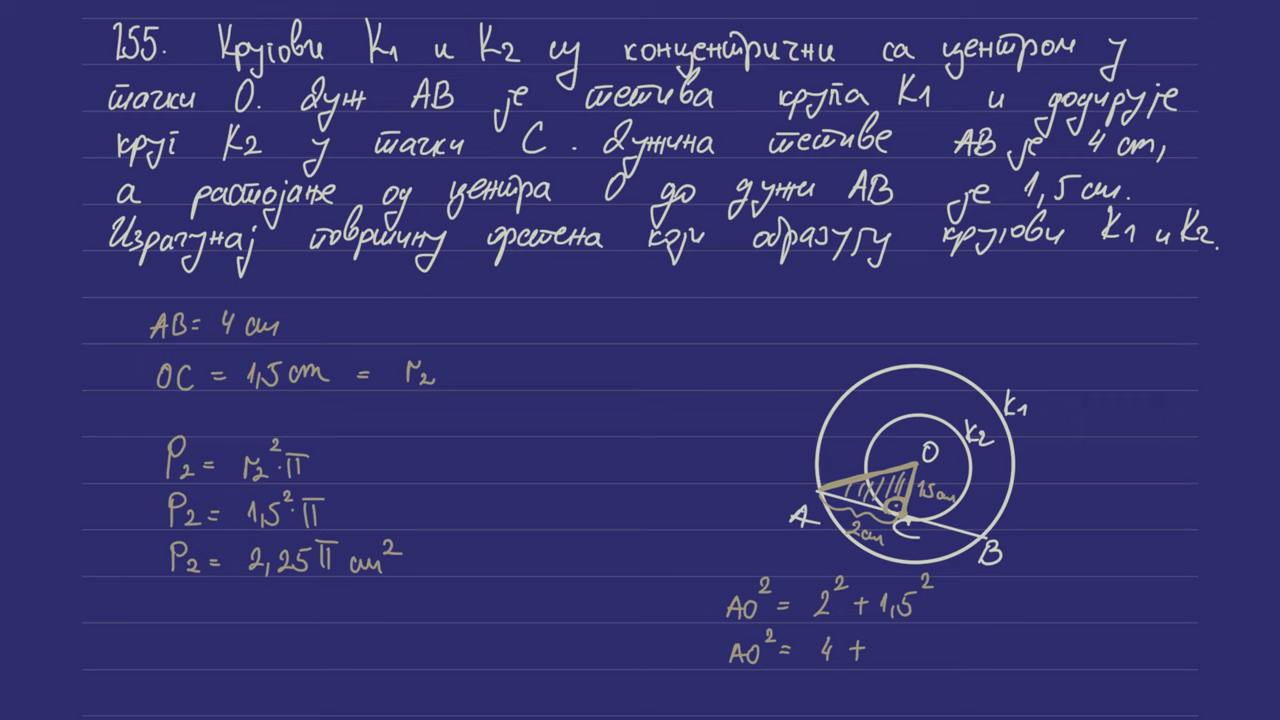 255. Кругови K1 и K2 су концентрични са центром у
тачки O. Дуж AB је тетива круга K1 и додирује
круг K2 у тачки C. Дужина тетиве AB је 4 cm,
а растојање од центра O до дужи AB је 1,5 cm.
Израчунај површину прстена који образују кругови K1 и K2.
AB = 4 cm
OC = 1,5 cm = r₂
P₂ = r₂² · π
P₂ = 1,5² · π
P₂ = 2,25 π cm²
K1
K2
O
1,5 cm
A
2 cm
C
B
AO² = 2² + 1,5²
AO² = 4 +